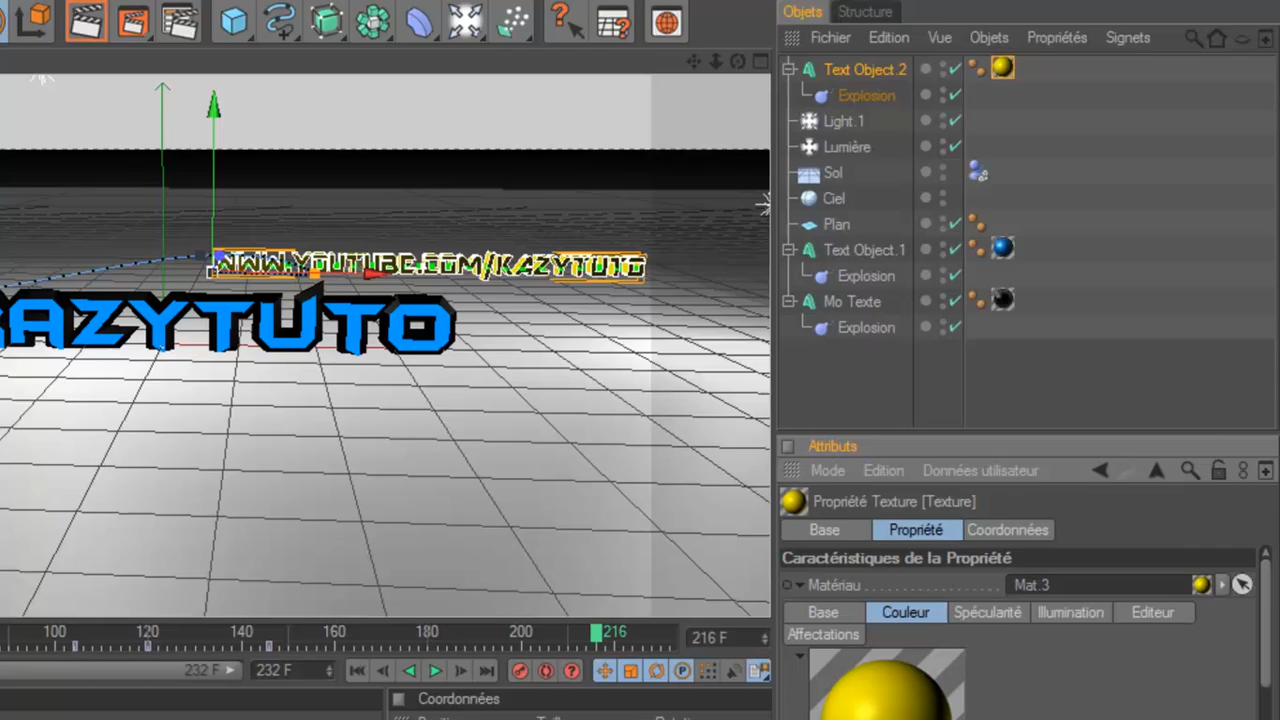 Objets Structure
Fichier Edition Vue Objets Propriétés Signets
Text Object.2
Explosion
Light.1
Lumière
Sol
Ciel
Plan
Text Object.1
Explosion
Mo Texte
Explosion
WWW.YOUTUBE.COM/KAZYTUTO
KAZYTUTO
Attributs
Mode Edition Données utilisateur
Propriété Texture [Texture]
Base Propriété Coordonnées
Caractéristiques de la Propriété
Matériau Mat.3
Base Couleur Spécularité Illumination Editeur
Affectations
100 120 140 160 180 200 216 216 F
232 F 232 F
Coordonnées